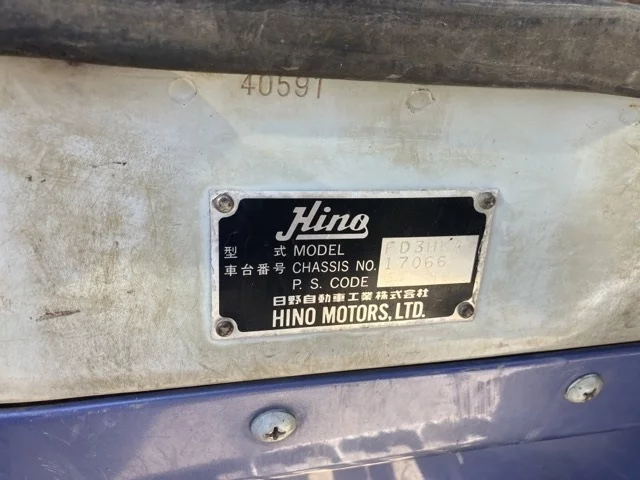 40591
Hino
型式 MODEL
車台番号 CHASSIS NO. 17066
P. S. CODE
日野自動車工業株式会社
HINO MOTORS, LTD.